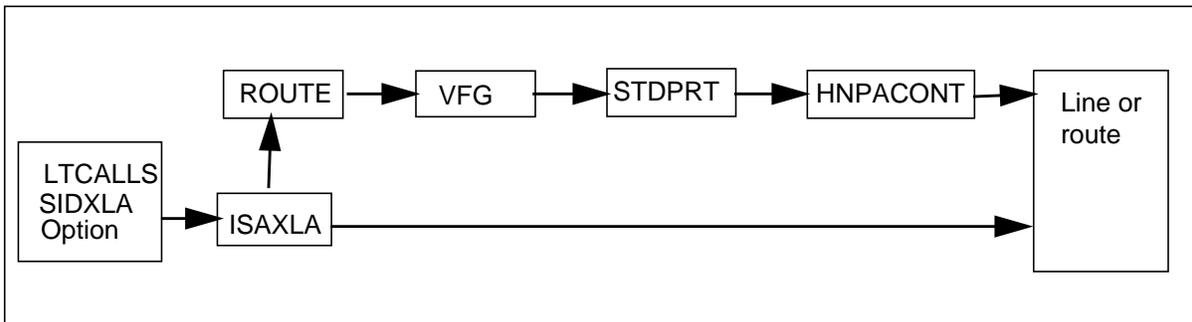 ROUTE
VFG
STDPRT
HNPACONT
Line or
route
LTCALLS
SIDXLA
Option
ISAXLA